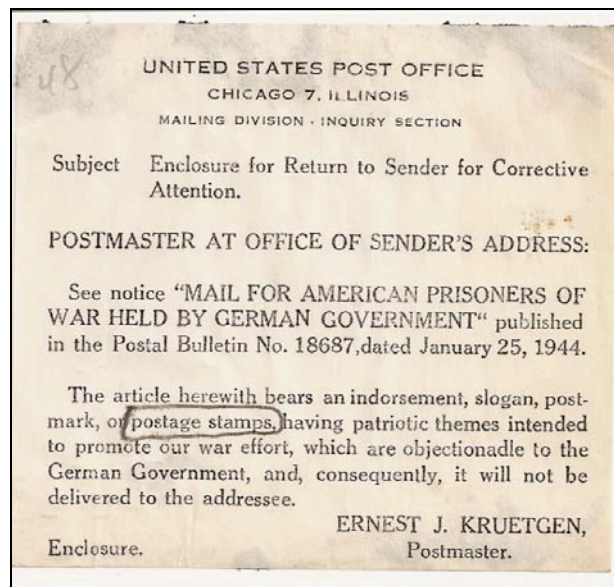 48
UNITED STATES POST OFFICE
CHICAGO 7, ILLINOIS
MAILING DIVISION · INQUIRY SECTION
Subject Enclosure for Return to Sender for Corrective
Attention.
POSTMASTER AT OFFICE OF SENDER'S ADDRESS:
See notice “MAIL FOR AMERICAN PRISONERS OF
WAR HELD BY GERMAN GOVERNMENT“ published
in the Postal Bulletin No. 18687,dated January 25, 1944.
The article herewith bears an indorsement, slogan, post-
mark, or postage stamps, having patriotic themes intended
to promote our war effort, which are objectionadle to the
German Government, and, consequently, it will not be
delivered to the addressee.
ERNEST J. KRUETGEN,
Enclosure. Postmaster.